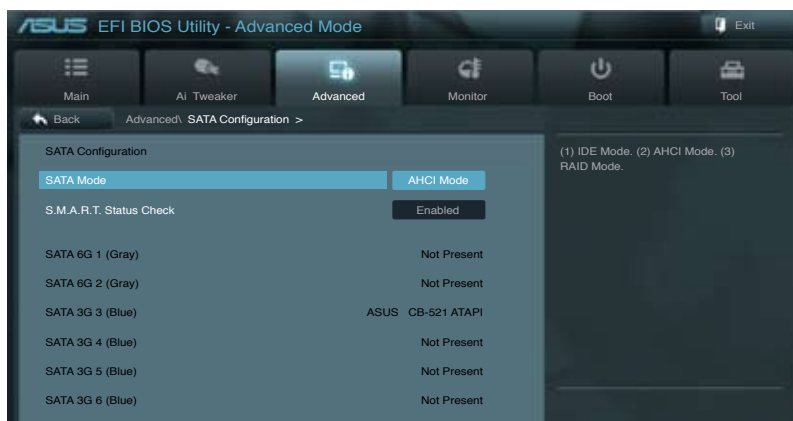 ASUS EFI BIOS Utility - Advanced Mode
Exit
Main Ai Tweaker Advanced Monitor Boot Tool
Back Advanced\ SATA Configuration >
SATA Configuration
SATA Mode AHCI Mode
S.M.A.R.T. Status Check Enabled
SATA 6G 1 (Gray) Not Present
SATA 6G 2 (Gray) Not Present
SATA 3G 3 (Blue) ASUS CB-521 ATAPI
SATA 3G 4 (Blue) Not Present
SATA 3G 5 (Blue) Not Present
SATA 3G 6 (Blue) Not Present
(1) IDE Mode. (2) AHCI Mode. (3)
RAID Mode.